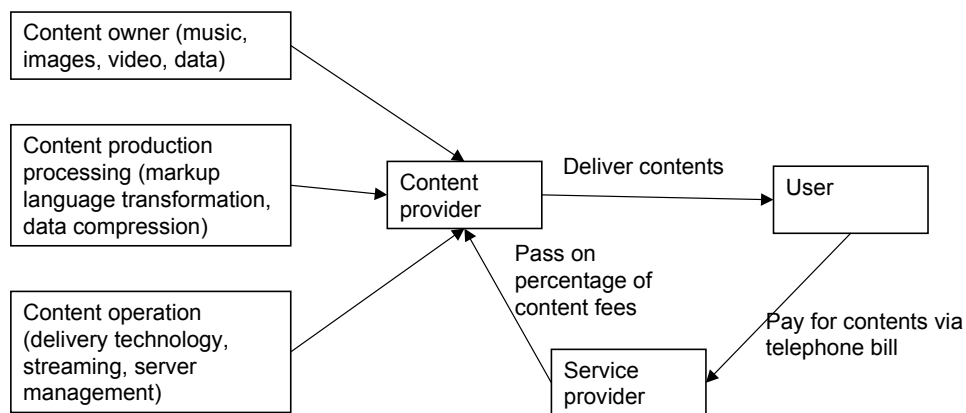 Content owner (music,
images, video, data)
Content production
processing (markup
language transformation,
data compression)
Content operation
(delivery technology,
streaming, server
management)
Content
provider
Deliver contents
User
Pass on
percentage of
content fees
Pay for contents via
telephone bill
Service
provider